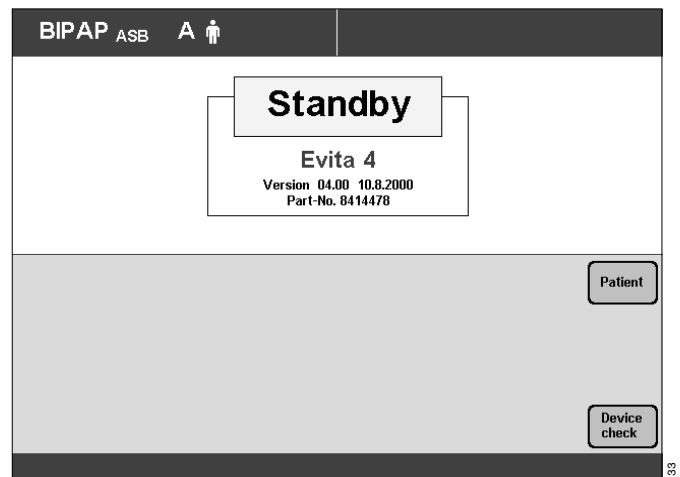 BIPAP ASB A
Standby
Evita 4
Version 04.00 10.8.2000
Part-No. 8414478
Patient
Device
check
33